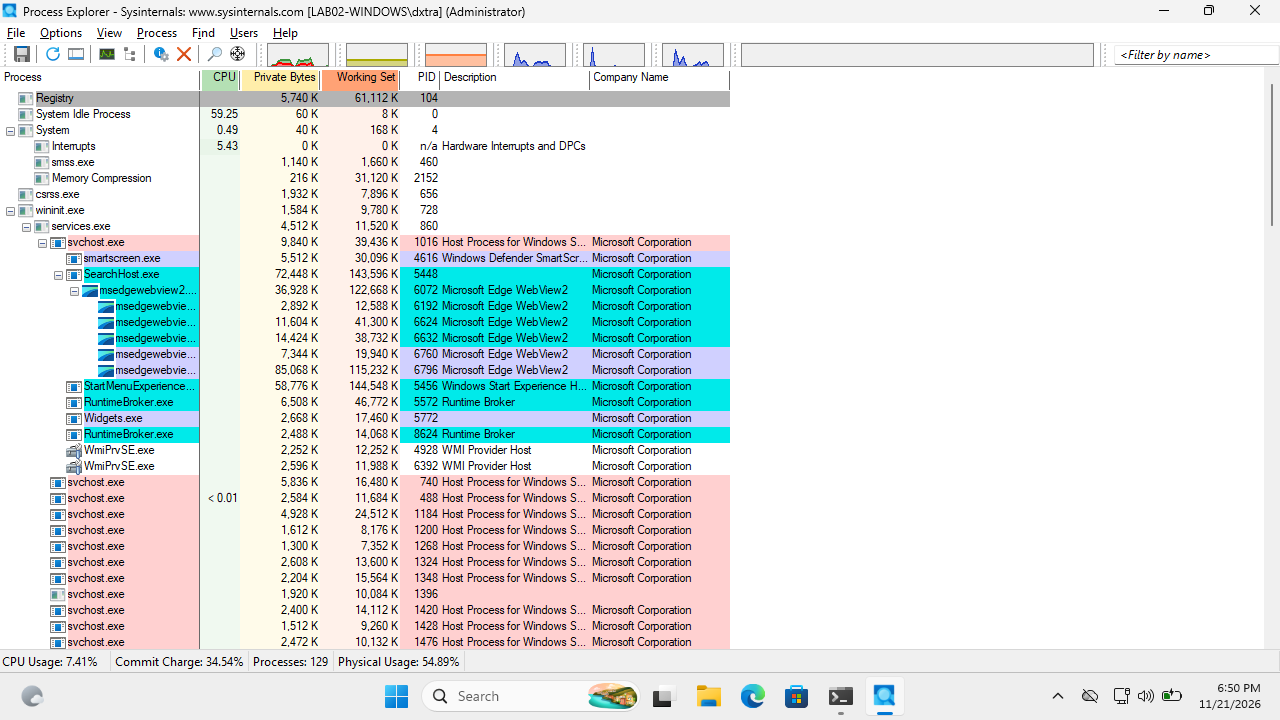 Process Explorer - Sysinternals: www.sysinternals.com [LAB02-WINDOWS\dxtra] (Administrator)
File Options View Process Find Users Help
<Filter by name>
Process CPU Private Bytes Working Set PID Description Company Name
Registry 5,740 K 61,112 K 104
System Idle Process 59.25 60 K 8 K 0
System 0.49 40 K 168 K 4
Interrupts 5.43 0 K 0 K n/a Hardware Interrupts and DPCs
smss.exe 1,140 K 1,660 K 460
Memory Compression 216 K 31,120 K 2152
csrss.exe 1,932 K 7,896 K 656
wininit.exe 1,584 K 9,780 K 728
services.exe 4,512 K 11,520 K 860
svchost.exe 9,840 K 39,436 K 1016 Host Process for Windows S... Microsoft Corporation
smartscreen.exe 5,512 K 30,096 K 4616 Windows Defender SmartScr... Microsoft Corporation
SearchHost.exe 72,448 K 143,596 K 5448 Microsoft Corporation
msedgewebview2.... 36,928 K 122,668 K 6072 Microsoft Edge WebView2 Microsoft Corporation
msedgewebvie... 2,892 K 12,588 K 6192 Microsoft Edge WebView2 Microsoft Corporation
msedgewebvie... 11,604 K 41,300 K 6624 Microsoft Edge WebView2 Microsoft Corporation
msedgewebvie... 14,424 K 38,732 K 6632 Microsoft Edge WebView2 Microsoft Corporation
msedgewebvie... 7,344 K 19,940 K 6760 Microsoft Edge WebView2 Microsoft Corporation
msedgewebvie... 85,068 K 115,232 K 6796 Microsoft Edge WebView2 Microsoft Corporation
StartMenuExperience... 58,776 K 144,548 K 5456 Windows Start Experience H... Microsoft Corporation
RuntimeBroker.exe 6,508 K 46,772 K 5572 Runtime Broker Microsoft Corporation
Widgets.exe 2,668 K 17,460 K 5772 Microsoft Corporation
RuntimeBroker.exe 2,488 K 14,068 K 8624 Runtime Broker Microsoft Corporation
WmiPrvSE.exe 2,252 K 12,252 K 4928 WMI Provider Host Microsoft Corporation
WmiPrvSE.exe 2,596 K 11,988 K 6392 WMI Provider Host Microsoft Corporation
svchost.exe 5,836 K 16,480 K 740 Host Process for Windows S... Microsoft Corporation
svchost.exe < 0.01 2,584 K 11,684 K 488 Host Process for Windows S... Microsoft Corporation
svchost.exe 4,928 K 24,512 K 1184 Host Process for Windows S... Microsoft Corporation
svchost.exe 1,612 K 8,176 K 1200 Host Process for Windows S... Microsoft Corporation
svchost.exe 1,300 K 7,352 K 1268 Host Process for Windows S... Microsoft Corporation
svchost.exe 2,608 K 13,600 K 1324 Host Process for Windows S... Microsoft Corporation
svchost.exe 2,204 K 15,564 K 1348 Host Process for Windows S... Microsoft Corporation
svchost.exe 1,920 K 10,084 K 1396
svchost.exe 2,400 K 14,112 K 1420 Host Process for Windows S... Microsoft Corporation
svchost.exe 1,512 K 9,260 K 1428 Host Process for Windows S... Microsoft Corporation
svchost.exe 2,472 K 10,132 K 1476 Host Process for Windows S... Microsoft Corporation
CPU Usage: 7.41% Commit Charge: 34.54% Processes: 129 Physical Usage: 54.89%
Search
6:50 PM
11/21/2026